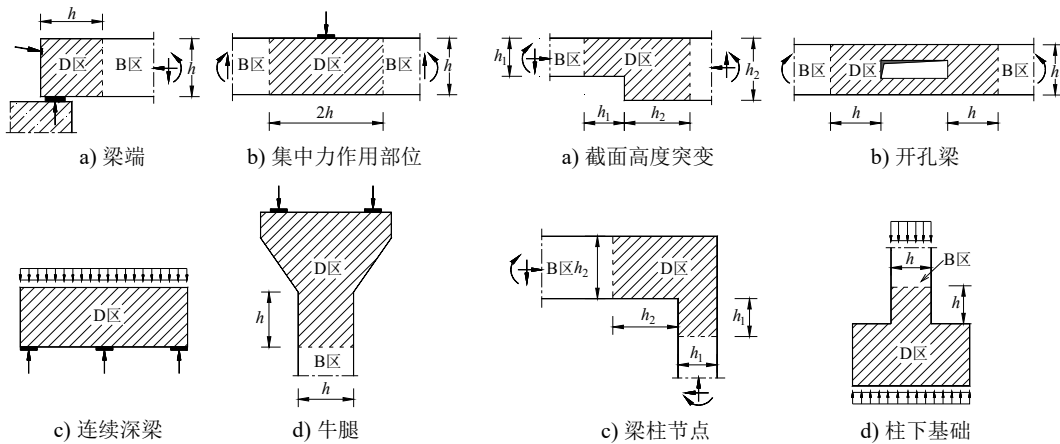 h
D区
B区
h
a) 梁端
B区
D区
B区
h
2h
b) 集中力作用部位
h₁
B区
D区
h₂
h₁
h₂
a) 截面高度突变
B区
D区
B区
h
h
h
b) 开孔梁
D区
c) 连续深梁
D区
h
B区
h
d) 牛腿
B区
h₂
D区
h₂
h₁
h₁
c) 梁柱节点
h
B区
h
D区
d) 柱下基础